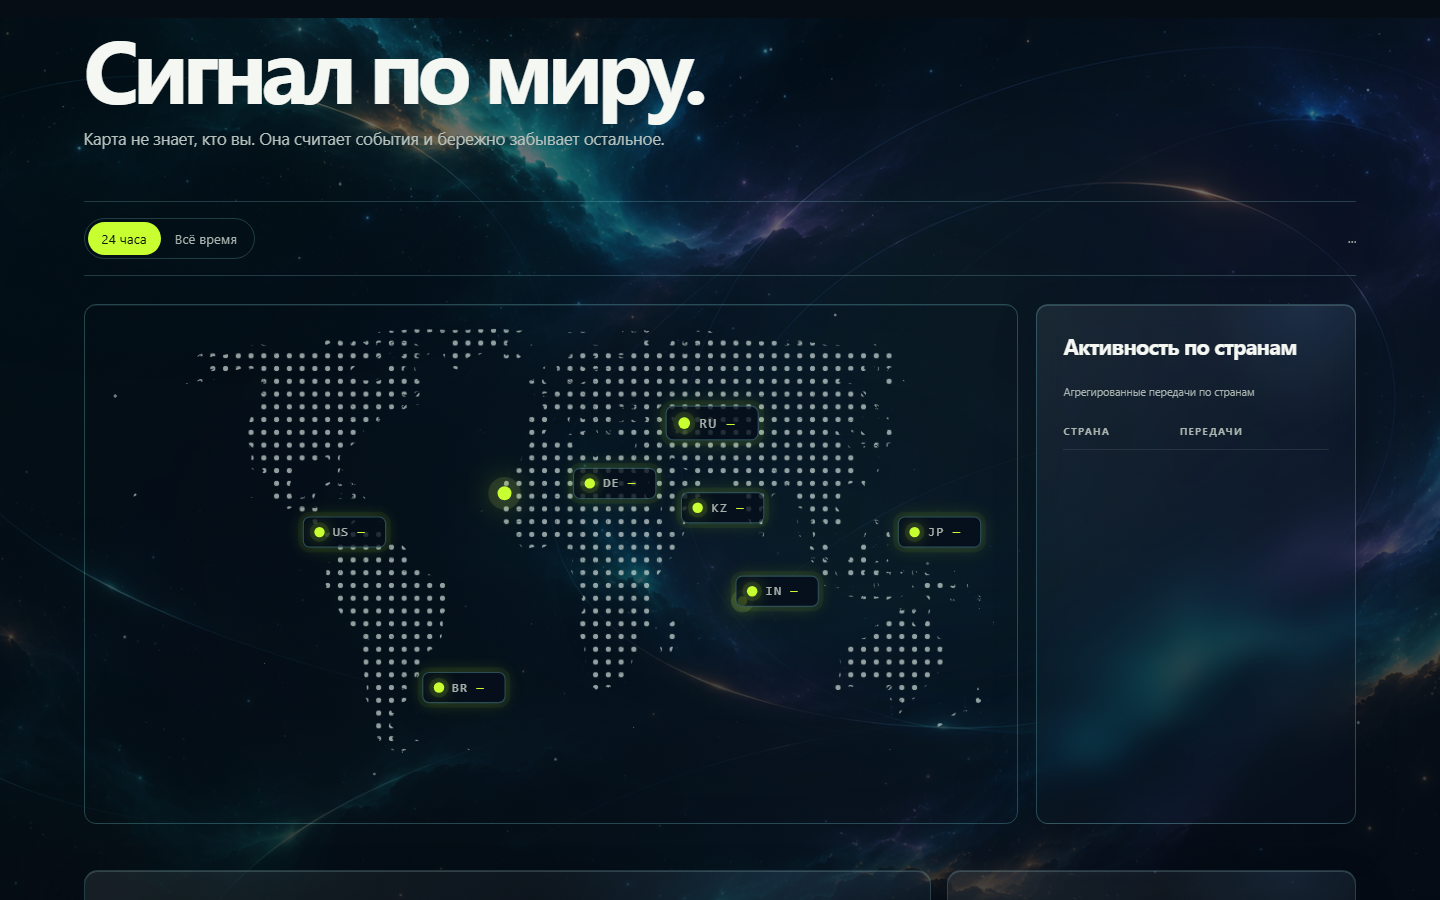 Сигнал по миру.
Карта не знает, кто вы. Она считает события и бережно забывает остальное.
24 часа
Всё время
...
RU –
DE –
KZ –
US –
JP –
IN –
BR –
Активность по странам
Агрегированные передачи по странам
СТРАНА
ПЕРЕДАЧИ